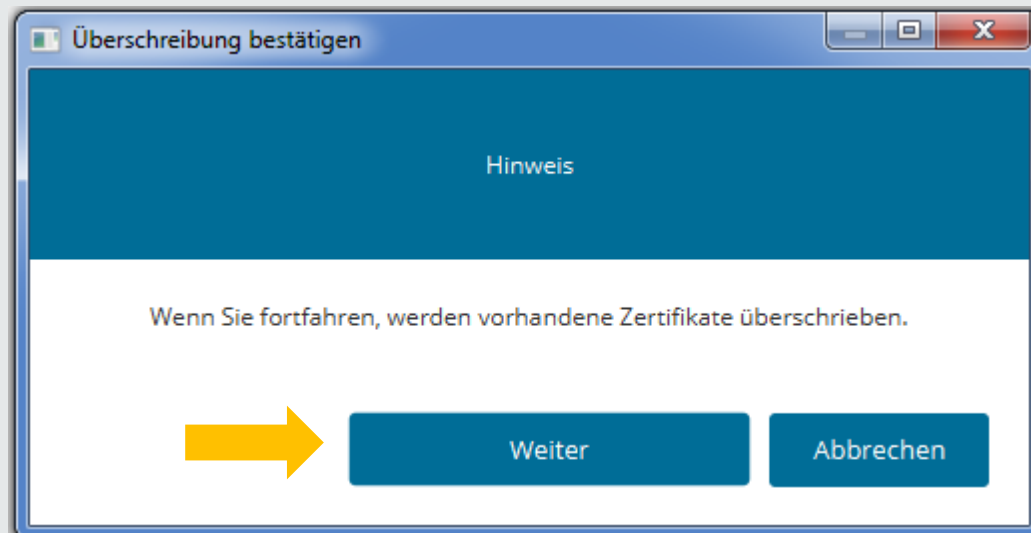 Überschreibung bestätigen
Hinweis
Wenn Sie fortfahren, werden vorhandene Zertifikate überschrieben.
Weiter
Abbrechen